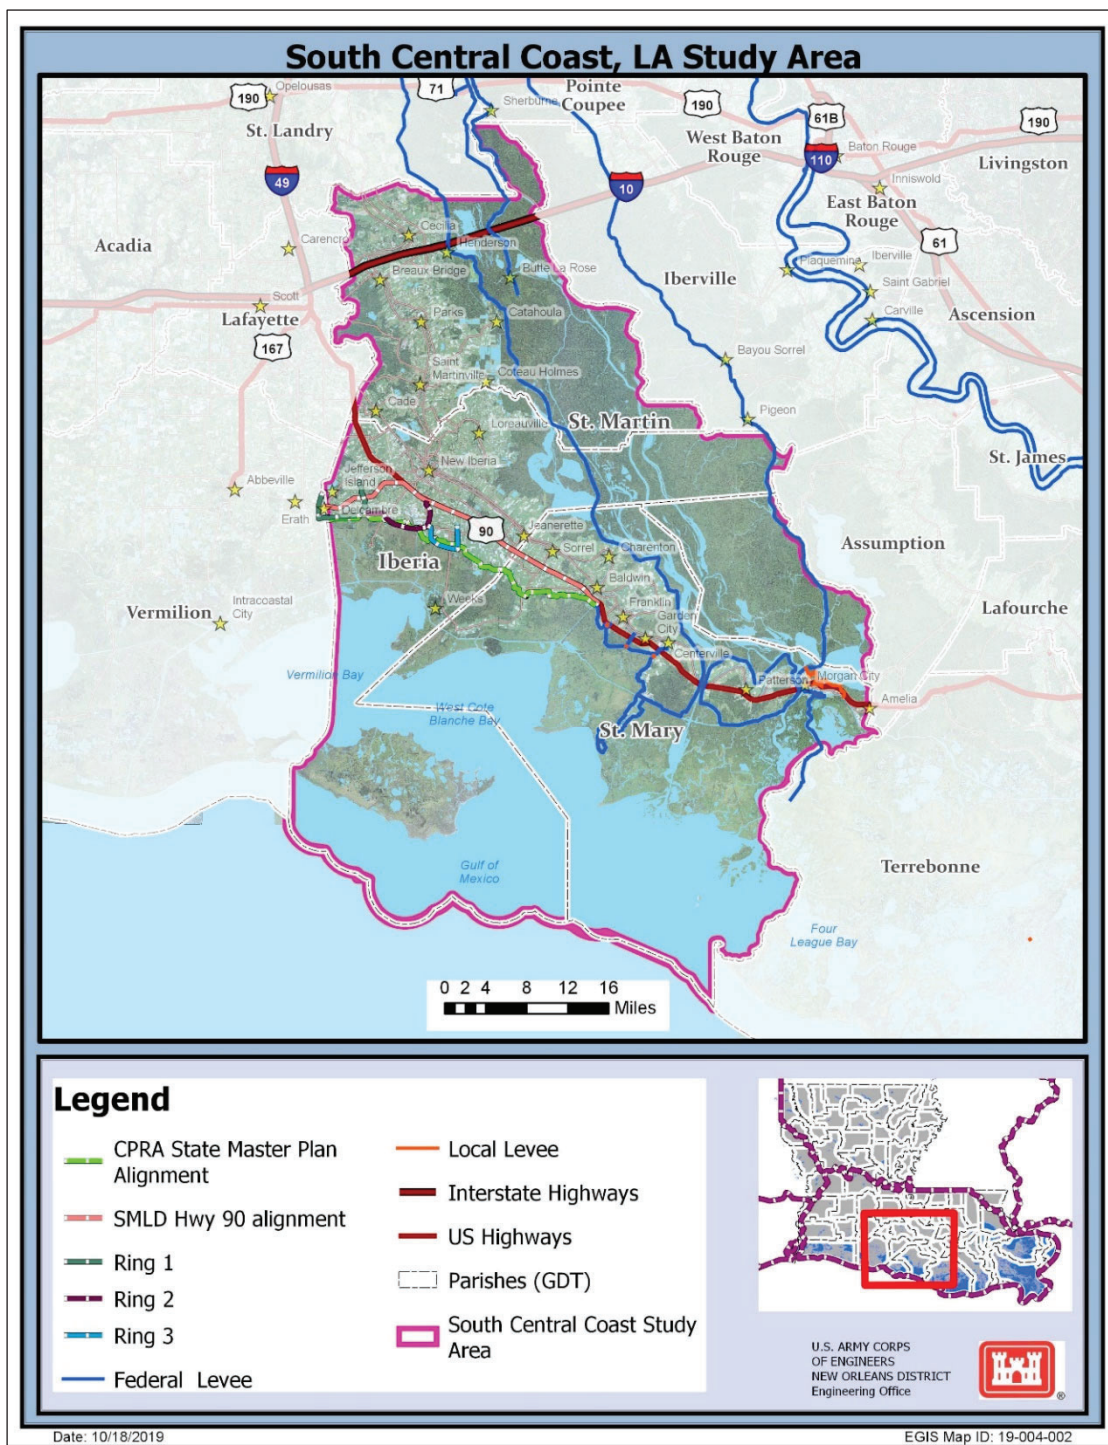 South Central Coast, LA Study Area
Opelousas
190
St. Landry
71
Sherburne
Pointe
Coupee
190
61B
190
West Baton
Rouge
Baton Rouge
110
Livingston
49
10
Inniswold
East Baton
Rouge
Acadia
Carencro
Cecilia
Henderson
61
Breaux Bridge
Butte La Rose
Iberville
Plaquemine
Iberville
Saint Gabriel
Scott
Lafayette
Parks
Catahoula
Carville
Ascension
167
Saint
Martinville
Coteau Holmes
Bayou Sorrel
Cade
St. Martin
Pigeon
Loreauville
St. James
New Iberia
Abbeville
Jefferson
Island
Erath
Delcambre
90
Jeanerette
Iberia
Sorrel
Charenton
Assumption
Baldwin
Vermilion
Intracoastal
City
Weeks
Franklin
Garden
City
Lafourche
Centerville
Vermilion Bay
Patterson
Morgan City
Amelia
West Cote
Blanche Bay
St. Mary
Gulf of
Mexico
Terrebonne
Four
League Bay
0 2 4 8 12 16
Miles
Legend
CPRA State Master Plan
Alignment
SMLD Hwy 90 alignment
Ring 1
Ring 2
Ring 3
Federal Levee
Local Levee
Interstate Highways
US Highways
Parishes (GDT)
South Central Coast Study
Area
U.S. ARMY CORPS
OF ENGINEERS
NEW ORLEANS DISTRICT
Engineering Office
Date: 10/18/2019
EGIS Map ID: 19-004-002